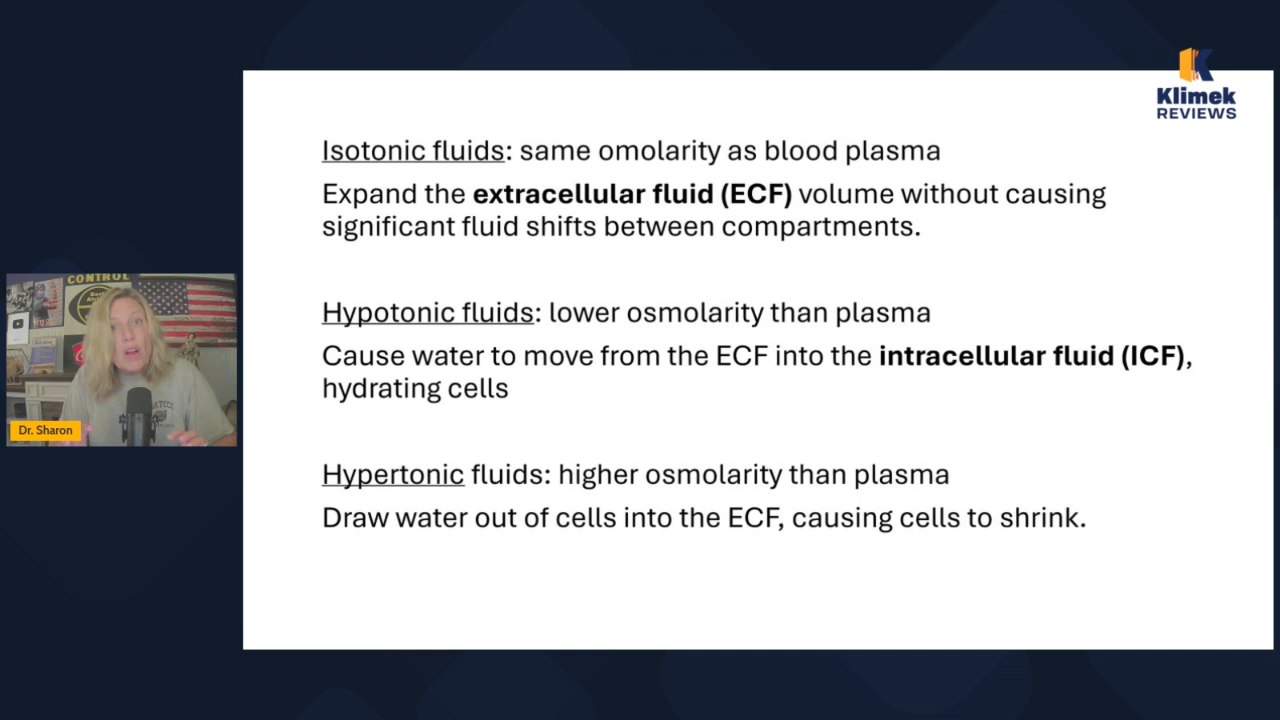 Klimek
REVIEWS
Isotonic fluids: same omolarity as blood plasma
Expand the extracellular fluid (ECF) volume without causing
significant fluid shifts between compartments.
Hypotonic fluids: lower osmolarity than plasma
Cause water to move from the ECF into the intracellular fluid (ICF),
hydrating cells
Hypertonic fluids: higher osmolarity than plasma
Draw water out of cells into the ECF, causing cells to shrink.
CONTROL
Dr. Sharon